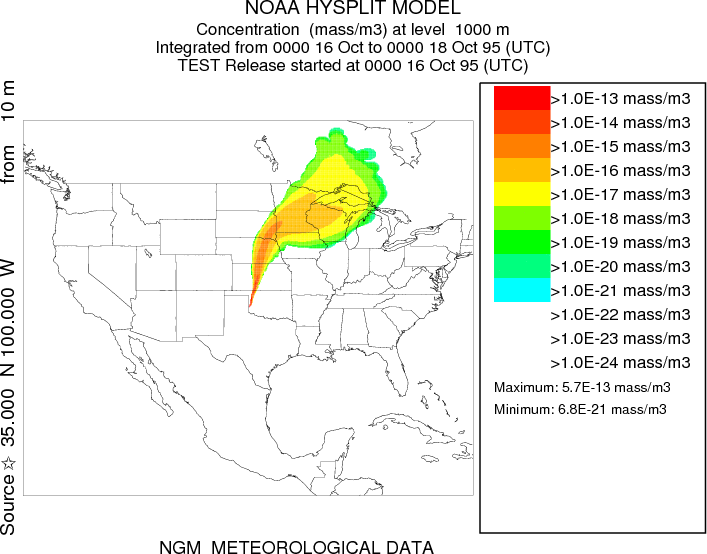 NOAA HYSPLIT MODEL
Concentration (mass/m3) at level 1000 m
Integrated from 0000 16 Oct to 0000 18 Oct 95 (UTC)
TEST Release started at 0000 16 Oct 95 (UTC)
Source ☆ 35.000 N 100.000 W from 10 m
>1.0E-13 mass/m3
>1.0E-14 mass/m3
>1.0E-15 mass/m3
>1.0E-16 mass/m3
>1.0E-17 mass/m3
>1.0E-18 mass/m3
>1.0E-19 mass/m3
>1.0E-20 mass/m3
>1.0E-21 mass/m3
>1.0E-22 mass/m3
>1.0E-23 mass/m3
>1.0E-24 mass/m3
Maximum: 5.7E-13 mass/m3
Minimum: 6.8E-21 mass/m3
NGM METEOROLOGICAL DATA